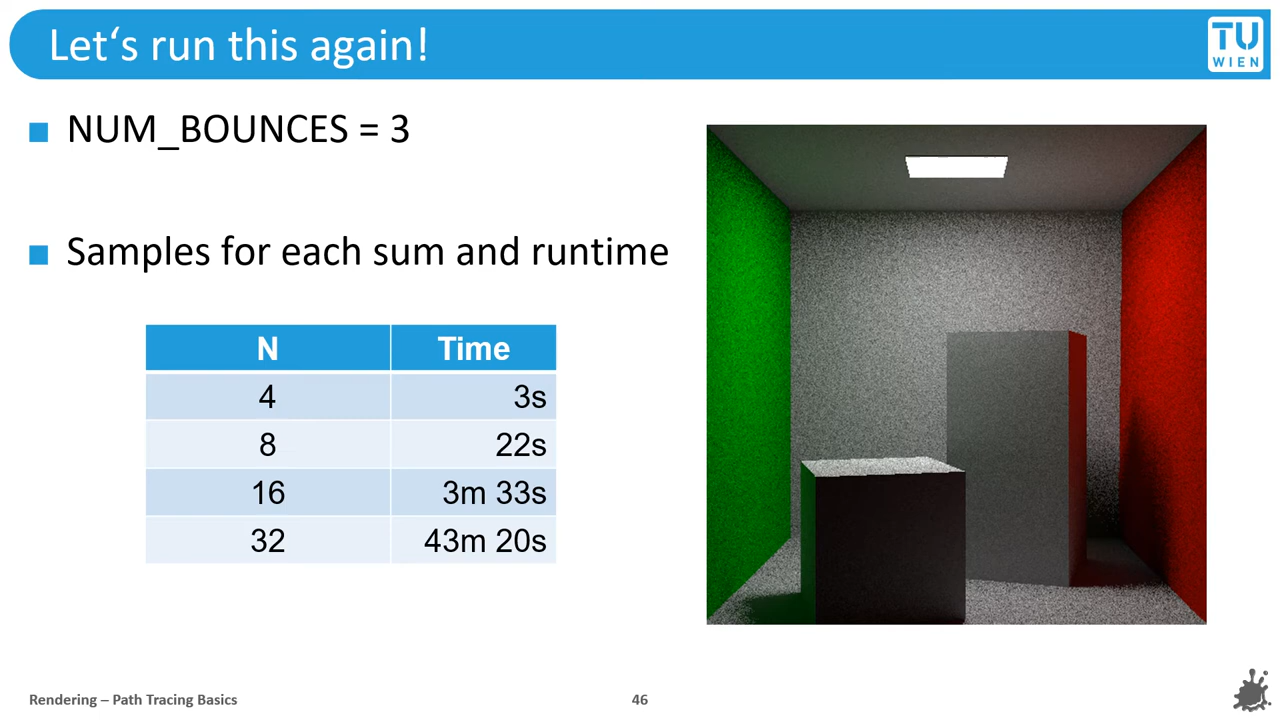 Let‘s run this again!
TU
WIEN
NUM_BOUNCES = 3
Samples for each sum and runtime
N Time
4 3s
8 22s
16 3m 33s
32 43m 20s
Rendering – Path Tracing Basics 46